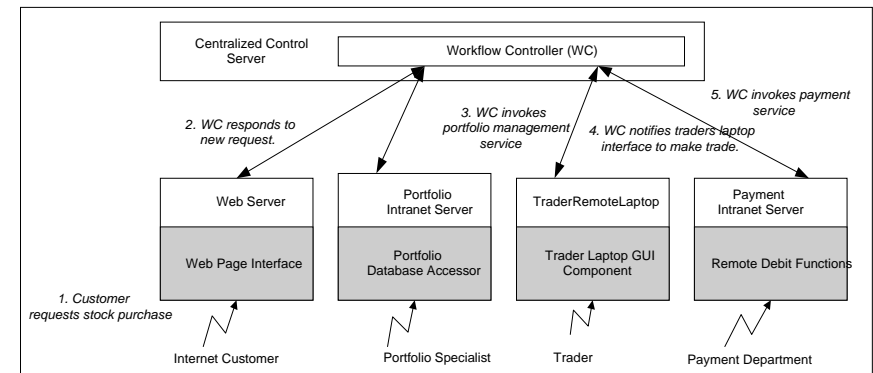 Centralized Control
Server
Workflow Controller (WC)
5. WC invokes payment
service
3. WC invokes
portfolio management
service
2. WC responds to
new request.
4. WC notifies traders laptop
interface to make trade.
Web Server
Portfolio
Intranet Server
TraderRemoteLaptop
Payment
Intranet Server
Web Page Interface
Portfolio
Database Accessor
Trader Laptop GUI
Component
Remote Debit Functions
1. Customer
requests stock purchase
Internet Customer
Portfolio Specialist
Trader
Payment Department